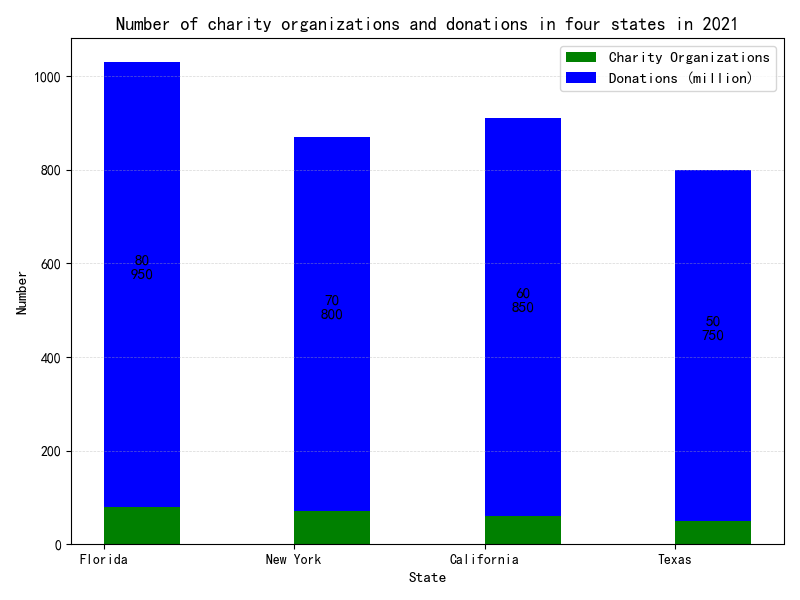 Number of charity organizations and donations in four states in 2021
Charity Organizations
Donations (million)
1000
800
600
400
200
0
Number
80
950
70
800
60
850
50
750
Florida
New York
California
Texas
State